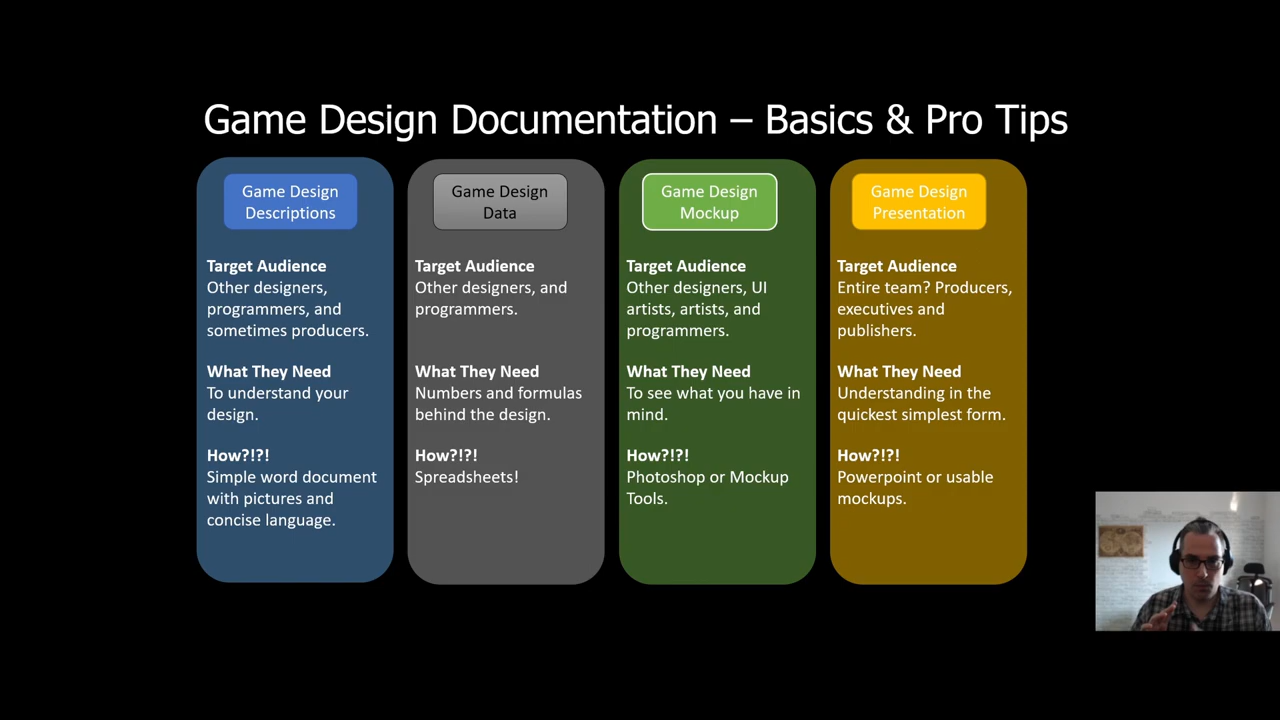 Game Design Documentation – Basics & Pro Tips
Game Design
Descriptions
Target Audience
Other designers,
programmers, and
sometimes producers.
What They Need
To understand your
design.
How?!?!
Simple word document
with pictures and
concise language.
Game Design
Data
Target Audience
Other designers, and
programmers.
What They Need
Numbers and formulas
behind the design.
How?!?!
Spreadsheets!
Game Design
Mockup
Target Audience
Other designers, UI
artists, artists, and
programmers.
What They Need
To see what you have in
mind.
How?!?!
Photoshop or Mockup
Tools.
Game Design
Presentation
Target Audience
Entire team? Producers,
executives and
publishers.
What They Need
Understanding in the
quickest simplest form.
How?!?!
Powerpoint or usable
mockups.